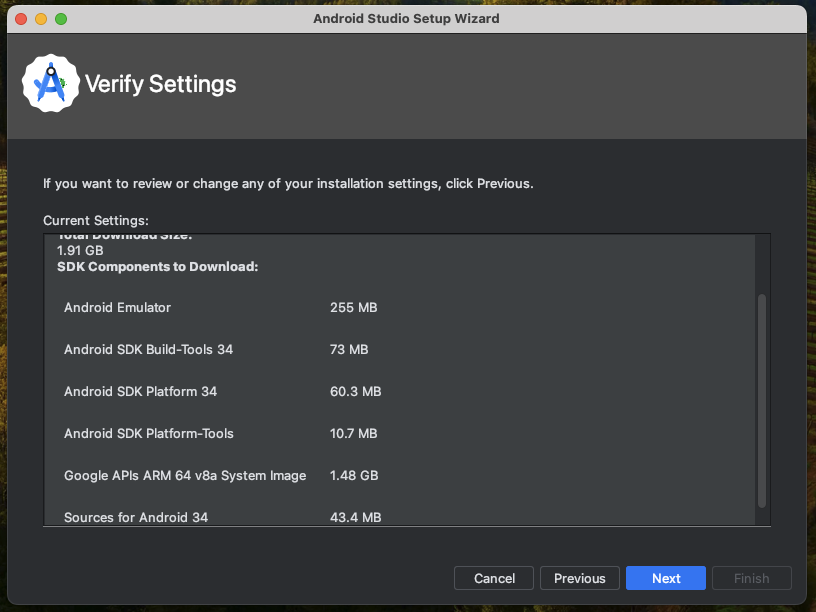 Android Studio Setup Wizard
Verify Settings
If you want to review or change any of your installation settings, click Previous.
Current Settings:
Total Download Size:
1.91 GB
SDK Components to Download:
Android Emulator 255 MB
Android SDK Build-Tools 34 73 MB
Android SDK Platform 34 60.3 MB
Android SDK Platform-Tools 10.7 MB
Google APIs ARM 64 v8a System Image 1.48 GB
Sources for Android 34 43.4 MB
Cancel Previous Next Finish